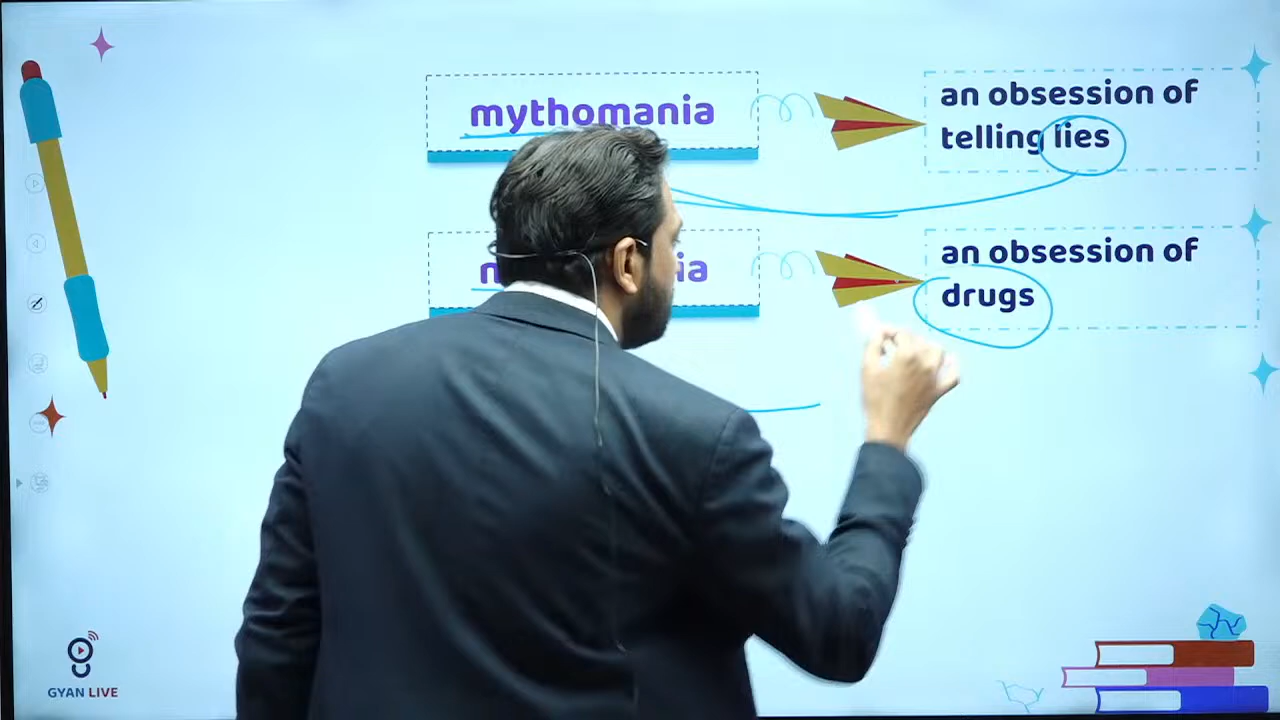 mythomania
an obsession of
telling lies
an obsession of
drugs
GYAN LIVE